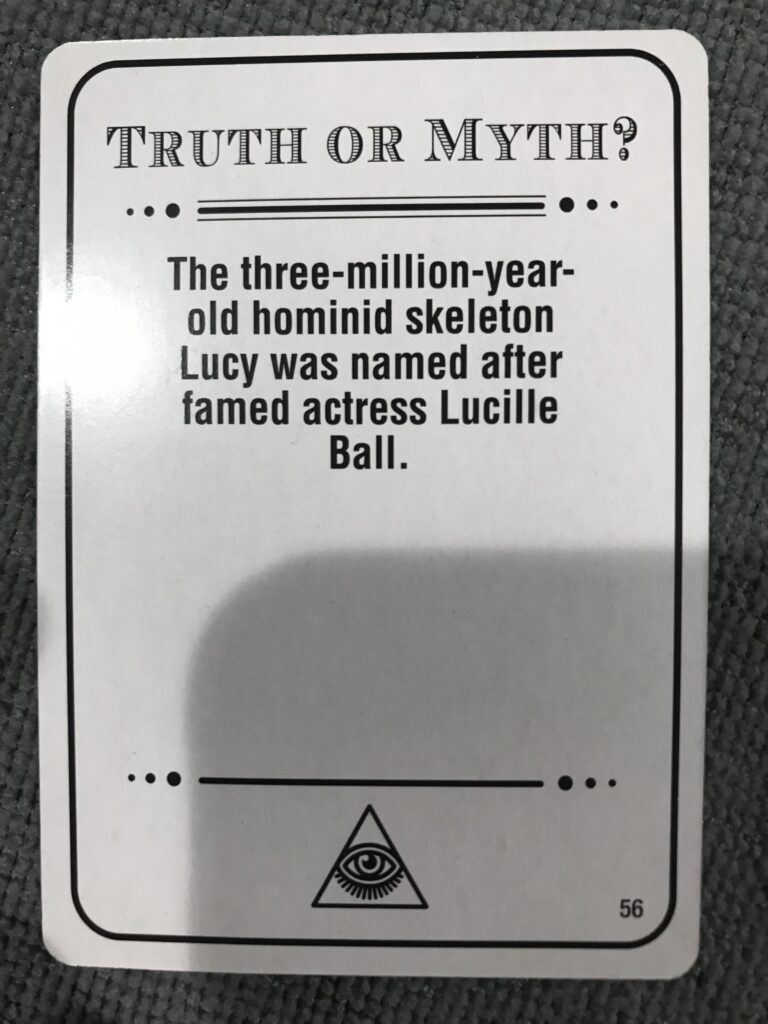 TRUTH OR MYTH?
The three-million-year-
old hominid skeleton
Lucy was named after
famed actress Lucille
Ball.
56